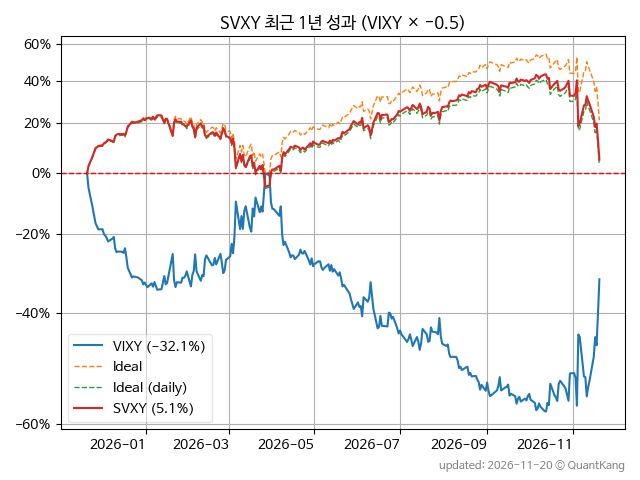 SVXY 최근 1년 성과 (VIXY × −0.5)
60%
40%
20%
0%
−20%
−40%
−60%
VIXY (−32.1%)
Ideal
Ideal (daily)
SVXY (5.1%)
2026-01
2026-03
2026-05
2026-07
2026-09
2026-11
updated: 2026-11-20 © QuantKang